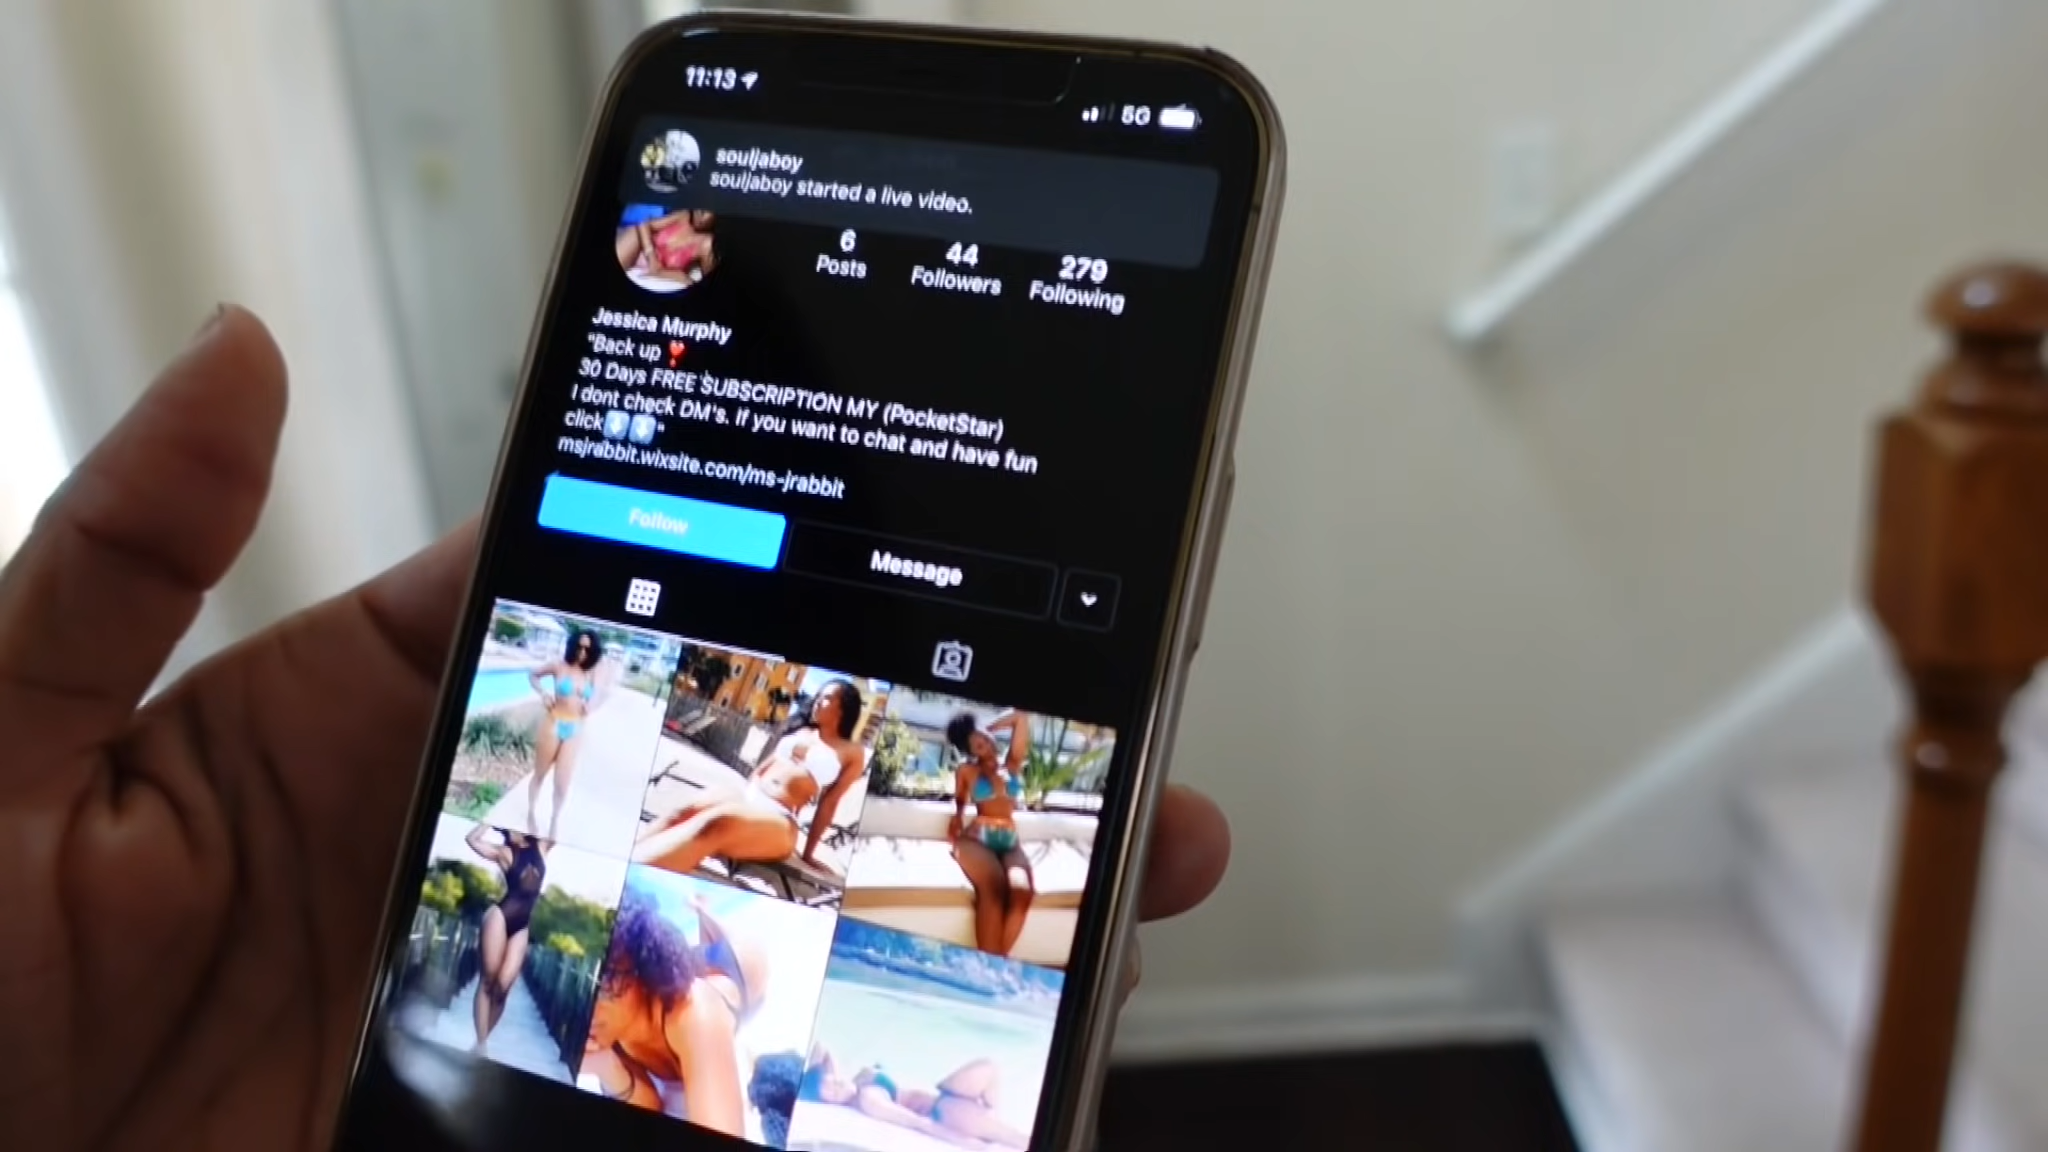 11:13
5G
souljaboy
souljaboy started a live video.
6
Posts
44
Followers
279
Following
Jessica Murphy
"Back up❣️
30 Days FREE SUBSCRIPTION MY (PocketStar)
I dont check DM's. If you want to chat and have fun
click⬇️⬇️"
msjrabbit.wixsite.com/ms-jrabbit
Follow
Message